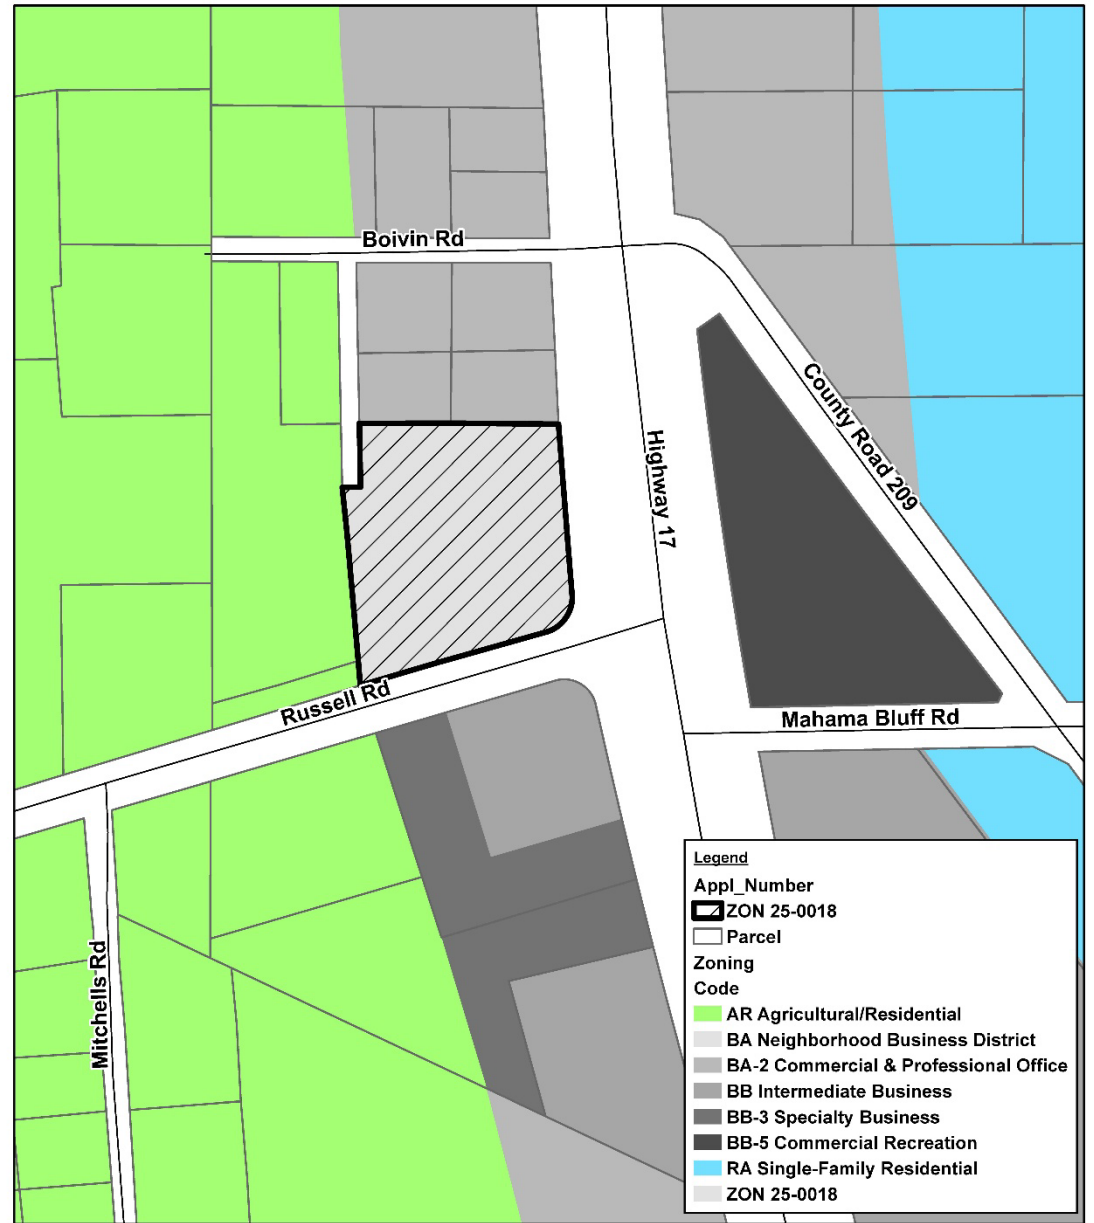 Boivin Rd
County Road 209
Highway 17
Russell Rd
Mahama Bluff Rd
Mitchells Rd
Legend
Appl_Number
ZON 25-0018
Parcel
Zoning
Code
AR Agricultural/Residential
BA Neighborhood Business District
BA-2 Commercial & Professional Office
BB Intermediate Business
BB-3 Specialty Business
BB-5 Commercial Recreation
RA Single-Family Residential
ZON 25-0018